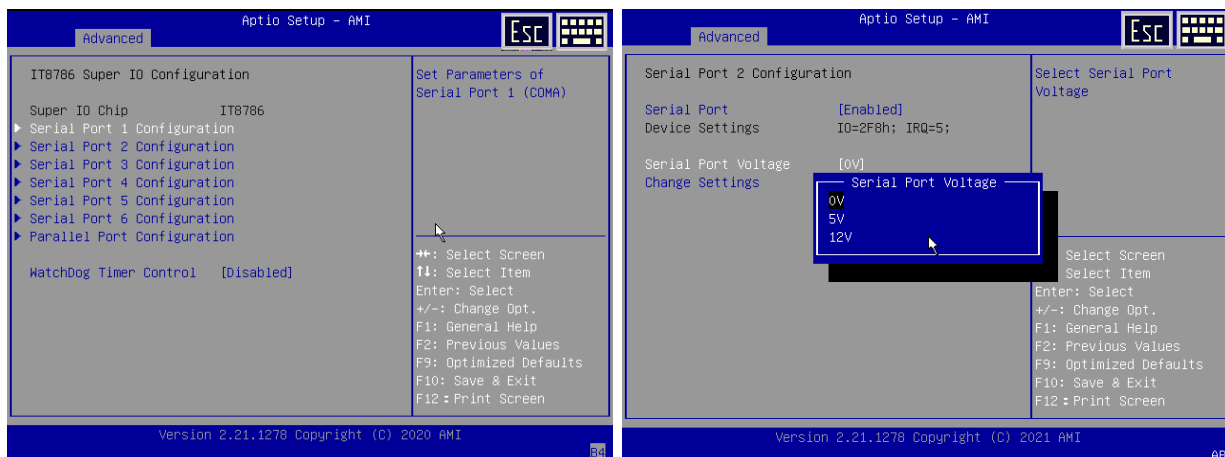 Aptio Setup - AMI
Esc
Advanced
IT8786 Super IO Configuration
Super IO Chip IT8786
Serial Port 1 Configuration
Serial Port 2 Configuration
Serial Port 3 Configuration
Serial Port 4 Configuration
Serial Port 5 Configuration
Serial Port 6 Configuration
Parallel Port Configuration
WatchDog Timer Control [Disabled]
Set Parameters of
Serial Port 1 (COMA)
→←: Select Screen
↑↓: Select Item
Enter: Select
+/-: Change Opt.
F1: General Help
F2: Previous Values
F9: Optimized Defaults
F10: Save & Exit
F12 : Print Screen
Version 2.21.1278 Copyright (C) 2020 AMI
B4
Aptio Setup - AMI
Esc
Advanced
Serial Port 2 Configuration
Serial Port [Enabled]
Device Settings IO=2F8h; IRQ=5;
Serial Port Voltage [0V]
Change Settings
Serial Port Voltage
0V
5V
12V
Select Serial Port
Voltage
Select Screen
Select Item
Enter: Select
+/-: Change Opt.
F1: General Help
F2: Previous Values
F9: Optimized Defaults
F10: Save & Exit
F12 : Print Screen
Version 2.21.1278 Copyright (C) 2021 AMI